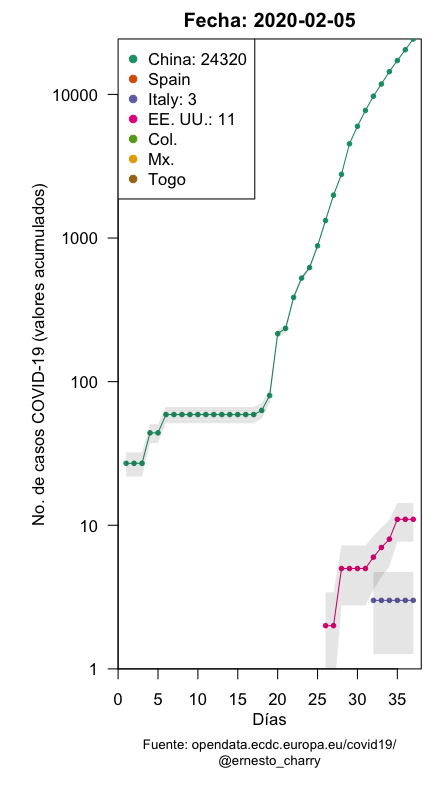 Fecha: 2020-02-05
China: 24320
Spain
Italy: 3
EE. UU.: 11
Col.
Mx.
Togo
No. de casos COVID-19 (valores acumulados)
10000
1000
100
10
1
0 5 10 15 20 25 30 35
Días
Fuente: opendata.ecdc.europa.eu/covid19/
@ernesto_charry